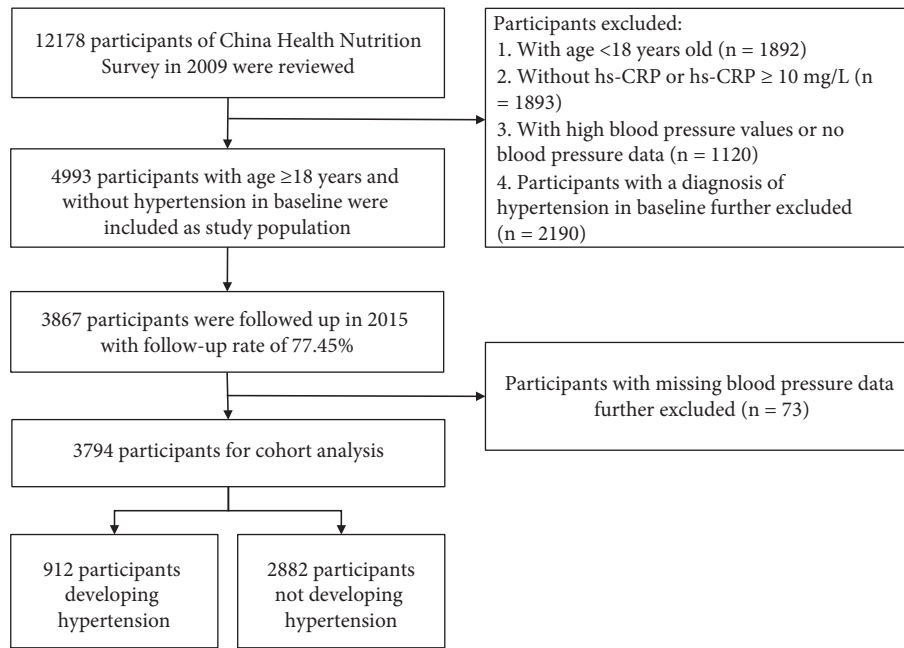 12178 participants of China Health Nutrition
Survey in 2009 were reviewed
Participants excluded:
1. With age <18 years old (n = 1892)
2. Without hs-CRP or hs-CRP ≥ 10 mg/L (n
= 1893)
3. With high blood pressure values or no
blood pressure data (n = 1120)
4. Participants with a diagnosis of
hypertension in baseline further excluded
(n = 2190)
4993 participants with age ≥18 years and
without hypertension in baseline were
included as study population
3867 participants were followed up in 2015
with follow-up rate of 77.45%
Participants with missing blood pressure data
further excluded (n = 73)
3794 participants for cohort analysis
912 participants
developing
hypertension
2882 participants
not developing
hypertension